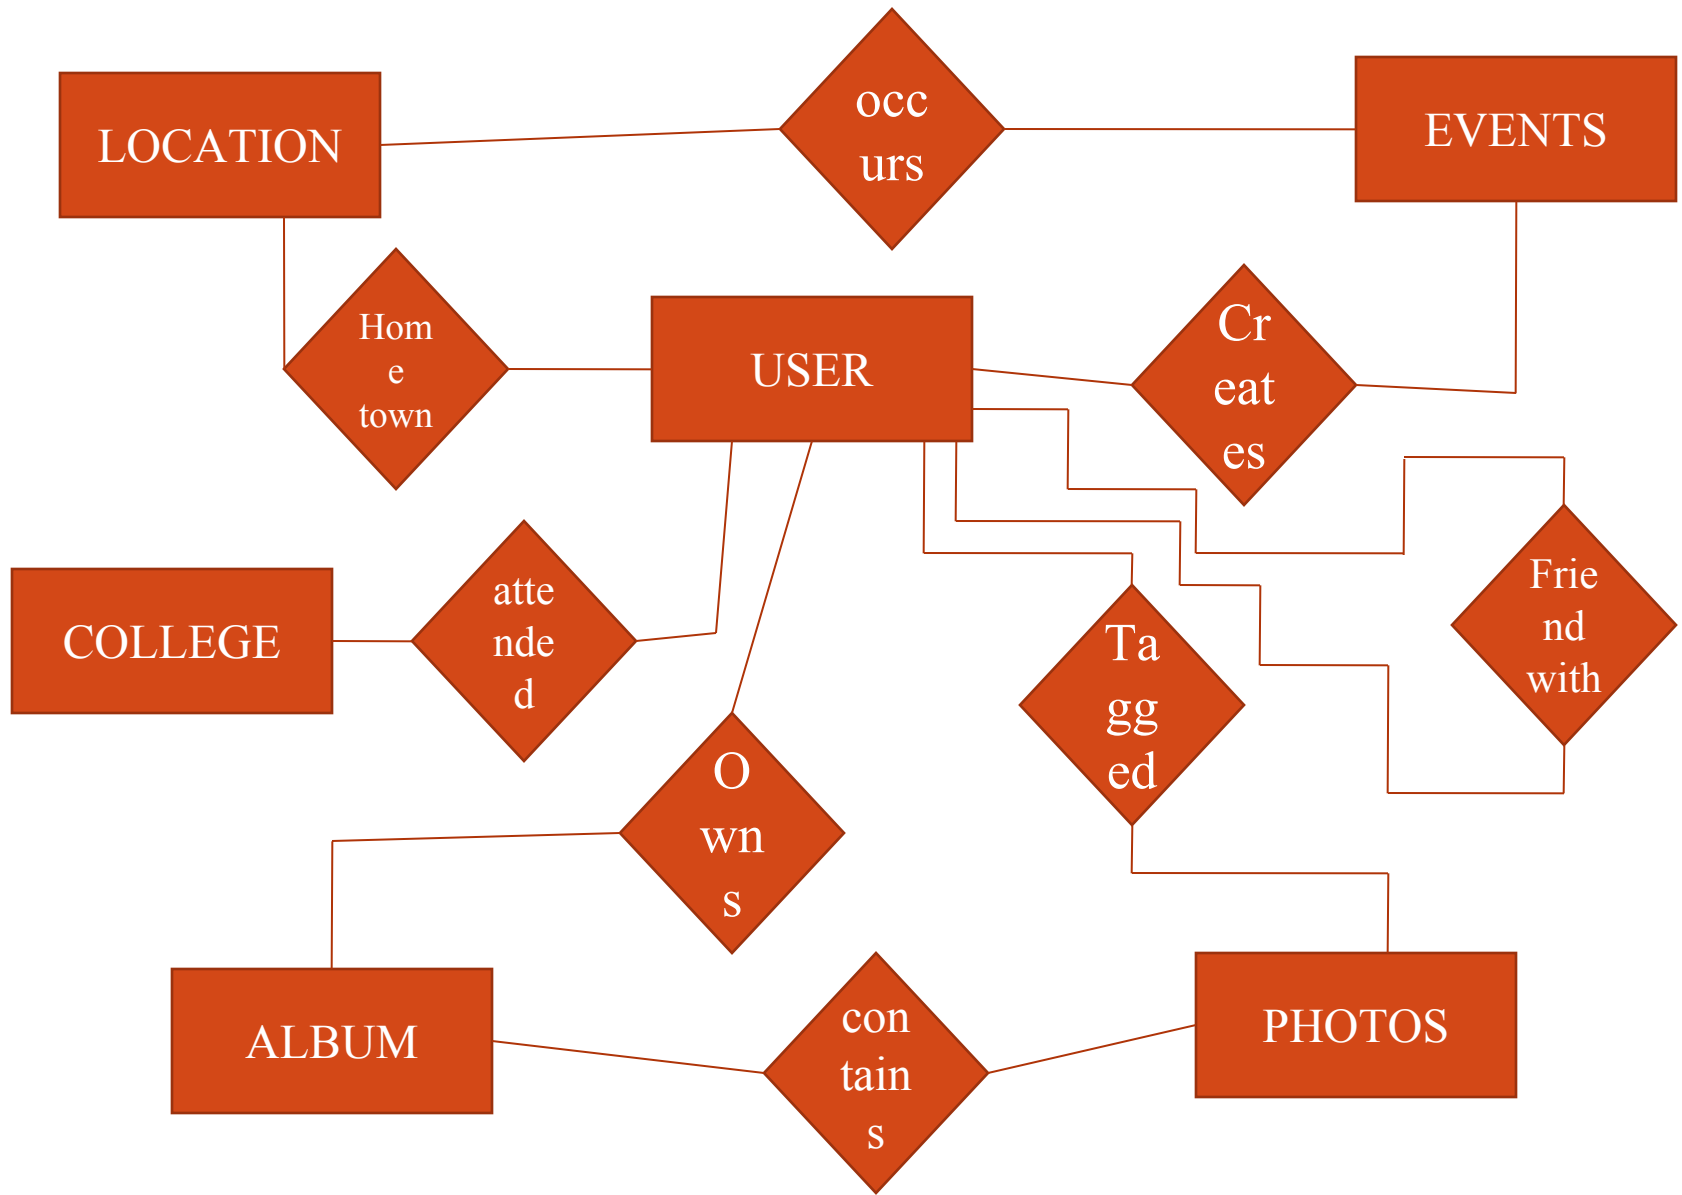 LOCATION
occ
urs
EVENTS
Hom
e
town
USER
Cr
eat
es
COLLEGE
atte
nde
d
Ta
gg
ed
Frie
nd
with
O
wn
s
ALBUM
con
tain
s
PHOTOS